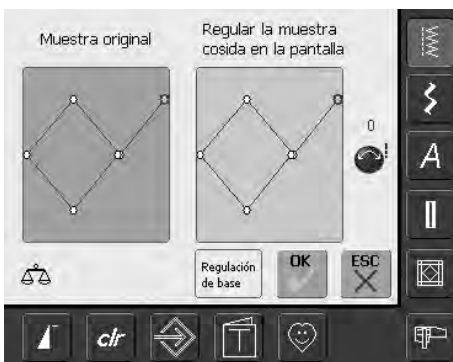 Muestra original
Regular la muestra
cosida en la pantalla
0
Regulación
de base
OK
ESC
A
clr
T